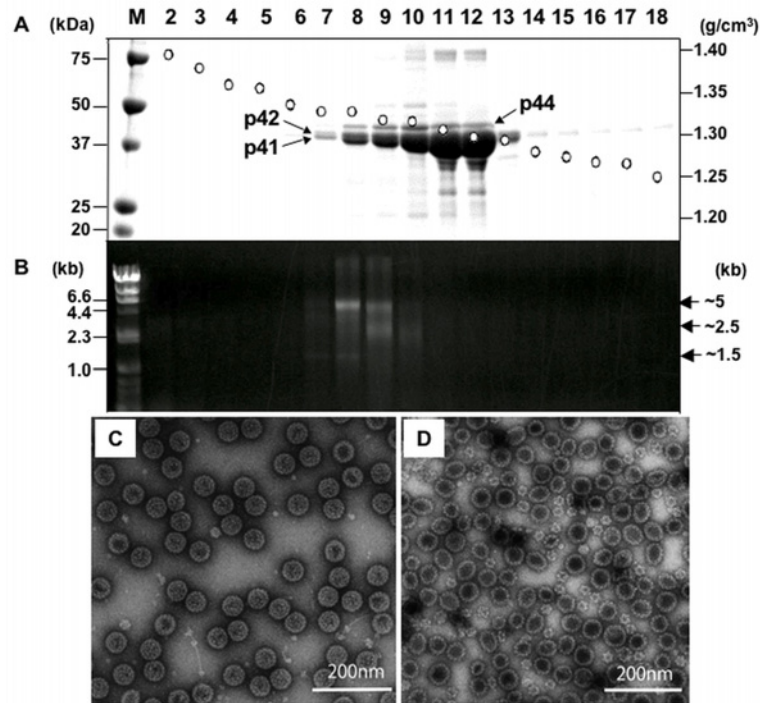 A (kDa) M 2 3 4 5 6 7 8 9 10 11 12 13 14 15 16 17 18 (g/cm³)
75 1.40
1.35
50 p42 p44
37 p41 1.30
25 1.25
20 1.20
B (kb) (kb)
6.6 ~5
4.4
2.3 ~2.5
1.0 ~1.5
C D
200nm 200nm